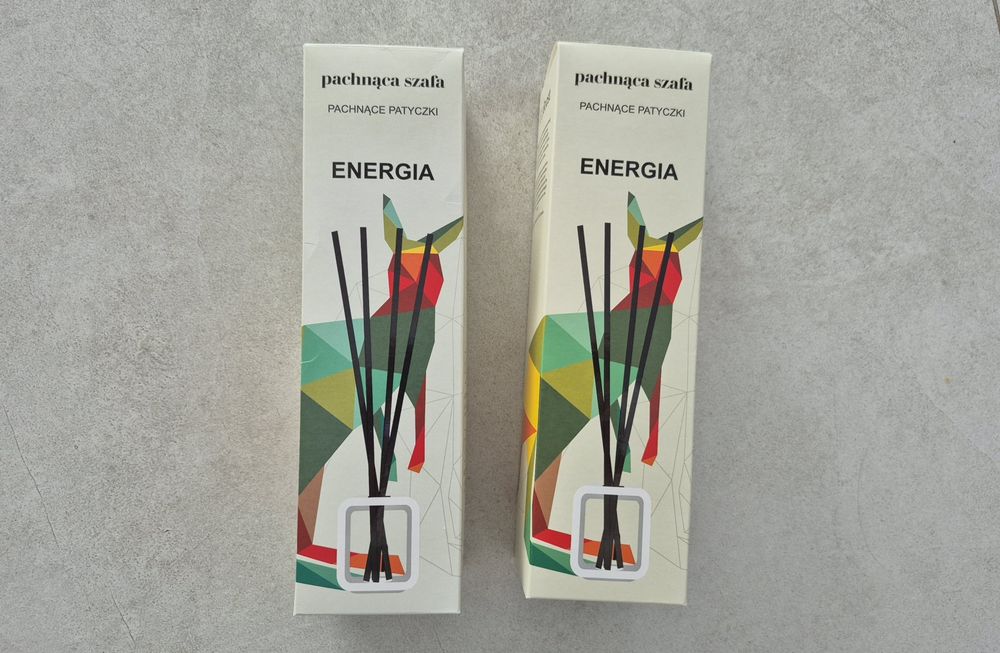 pachnąca szafa
PACHNĄCE PATYCZKI
ENERGIA
pachnąca szafa
PACHNĄCE PATYCZKI
ENERGIA